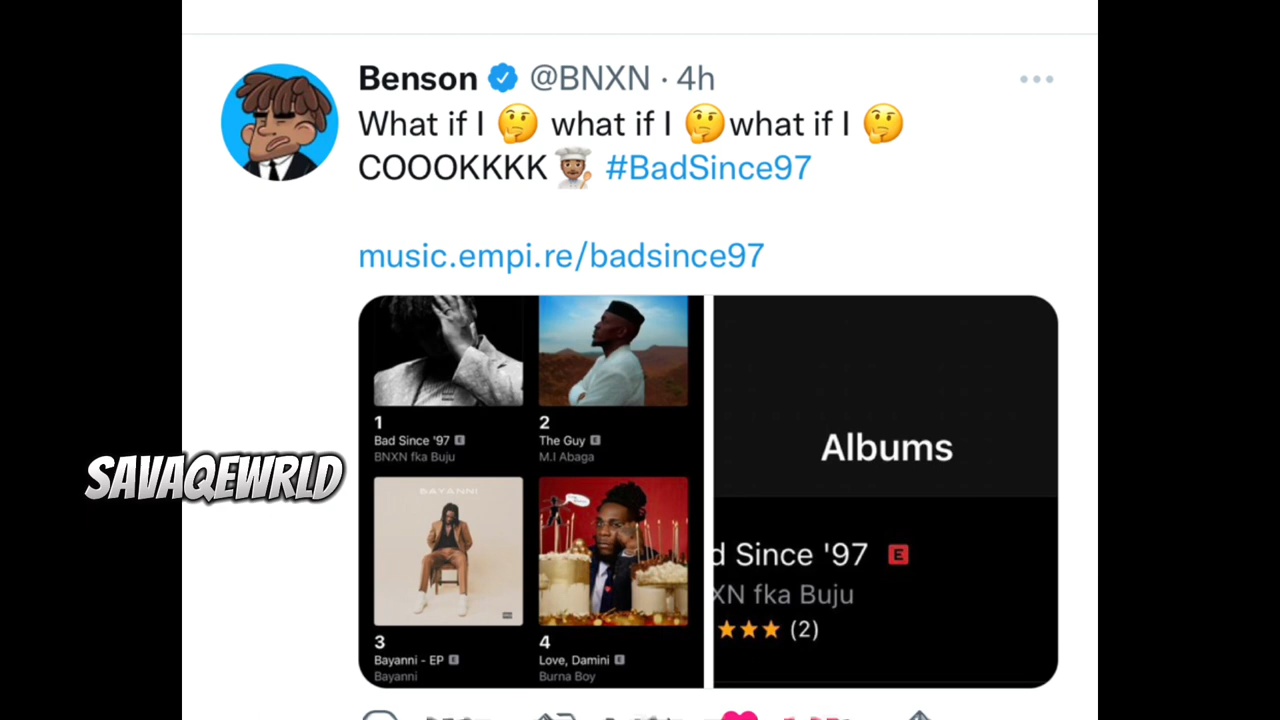 Benson @BNXN · 4h
What if I 🤔 what if I 🤔what if I 🤔
COOOKKKK👨🏽‍🍳 #BadSince97
music.empi.re/badsince97
SAVAQEWRLD
1
Bad Since '97 E
BNXN fka Buju
2
The Guy E
M.I Abaga
BAYANNI
3
Bayanni - EP E
Bayanni
4
Love, Damini E
Burna Boy
Albums
d Since '97 E
XN fka Buju
★★★ (2)